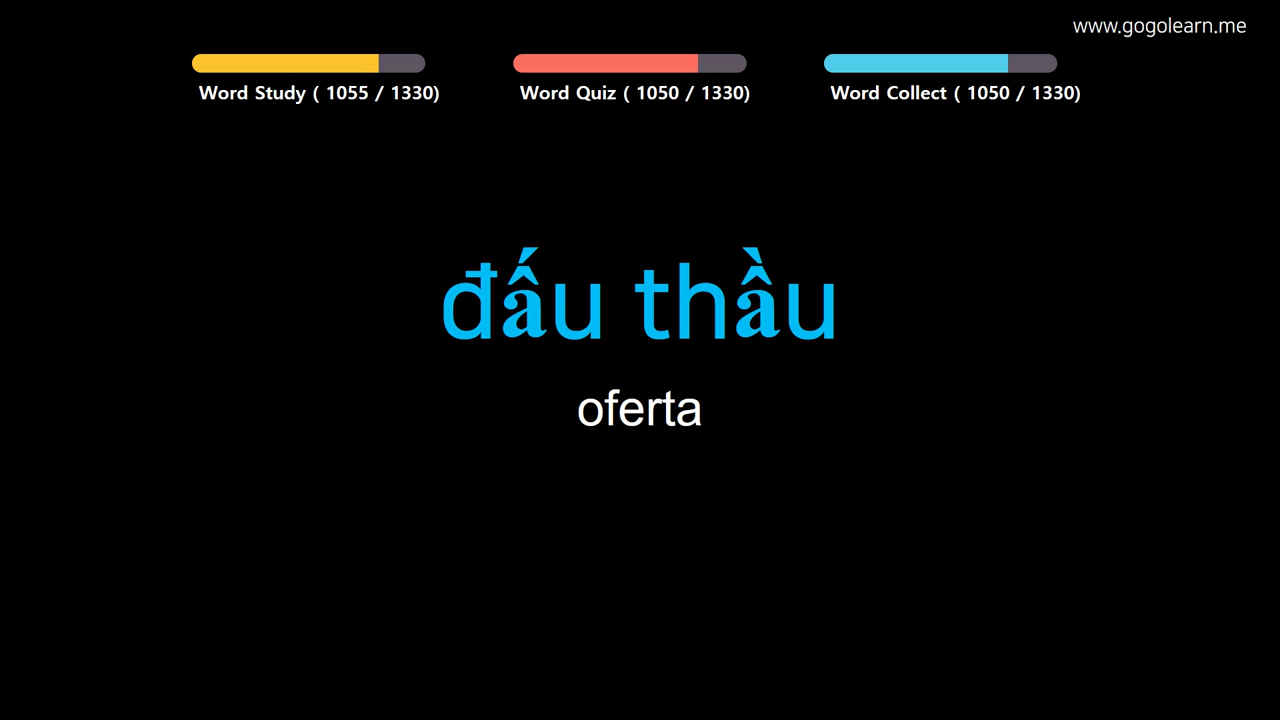 www.gogolearn.me
Word Study ( 1055 / 1330)
Word Quiz ( 1050 / 1330)
Word Collect ( 1050 / 1330)
đấu thầu
oferta